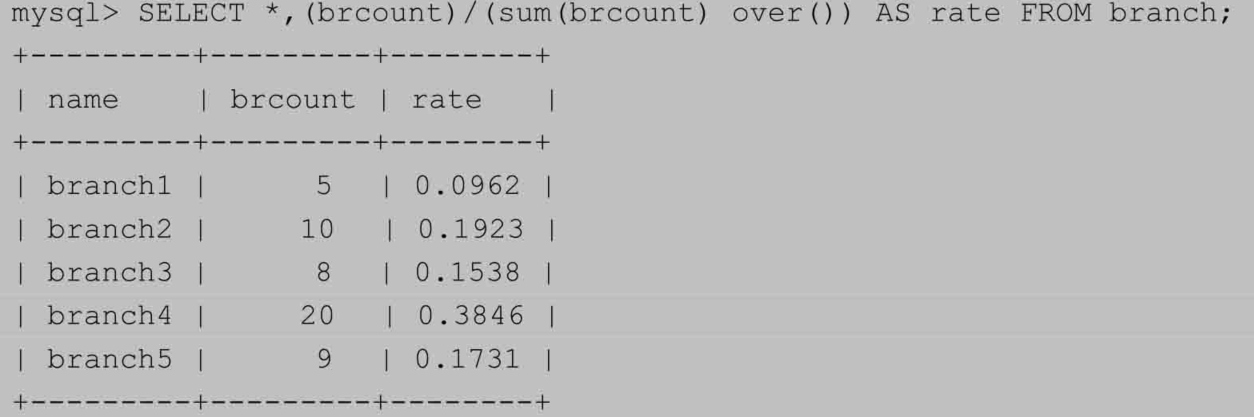 mysql> SELECT *,(brcount)/(sum(brcount) over()) AS rate FROM branch;
+---------+---------+--------+
| name    | brcount | rate   |
+---------+---------+--------+
| branch1 |      5  | 0.0962 |
| branch2 |     10  | 0.1923 |
| branch3 |      8  | 0.1538 |
| branch4 |     20  | 0.3846 |
| branch5 |      9  | 0.1731 |
+---------+---------+--------+